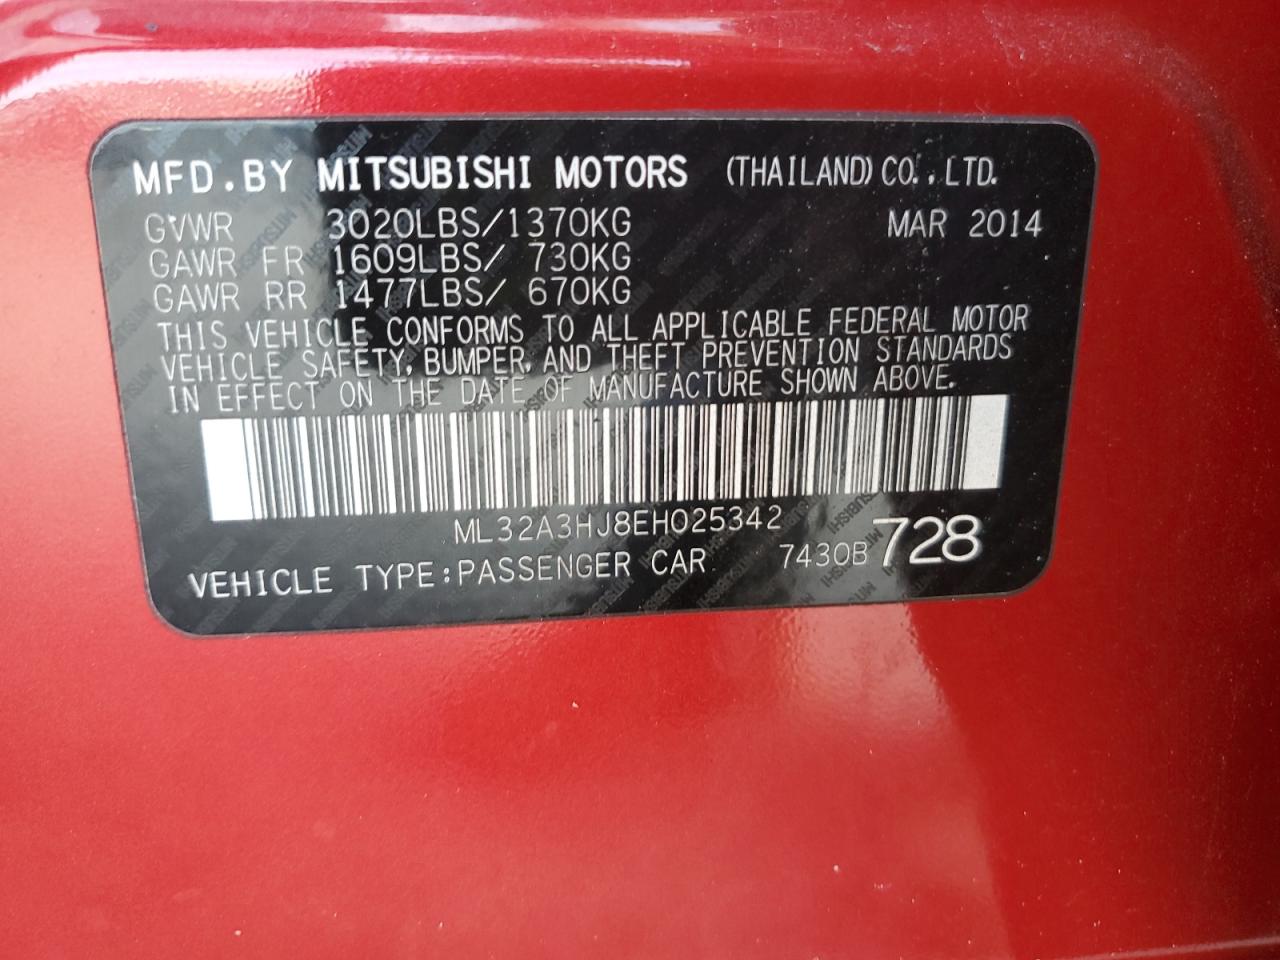 MFD.BY MITSUBISHI MOTORS (THAILAND) CO., LTD.
GVWR 3020LBS/1370KG MAR 2014
GAWR FR 1609LBS/ 730KG
GAWR RR 1477LBS/ 670KG
THIS VEHICLE CONFORMS TO ALL APPLICABLE FEDERAL MOTOR
VEHICLE SAFETY, BUMPER, AND THEFT PREVENTION STANDARDS
IN EFFECT ON THE DATE OF MANUFACTURE SHOWN ABOVE.
ML32A3HJ8EH025342
VEHICLE TYPE:PASSENGER CAR 7430B 728